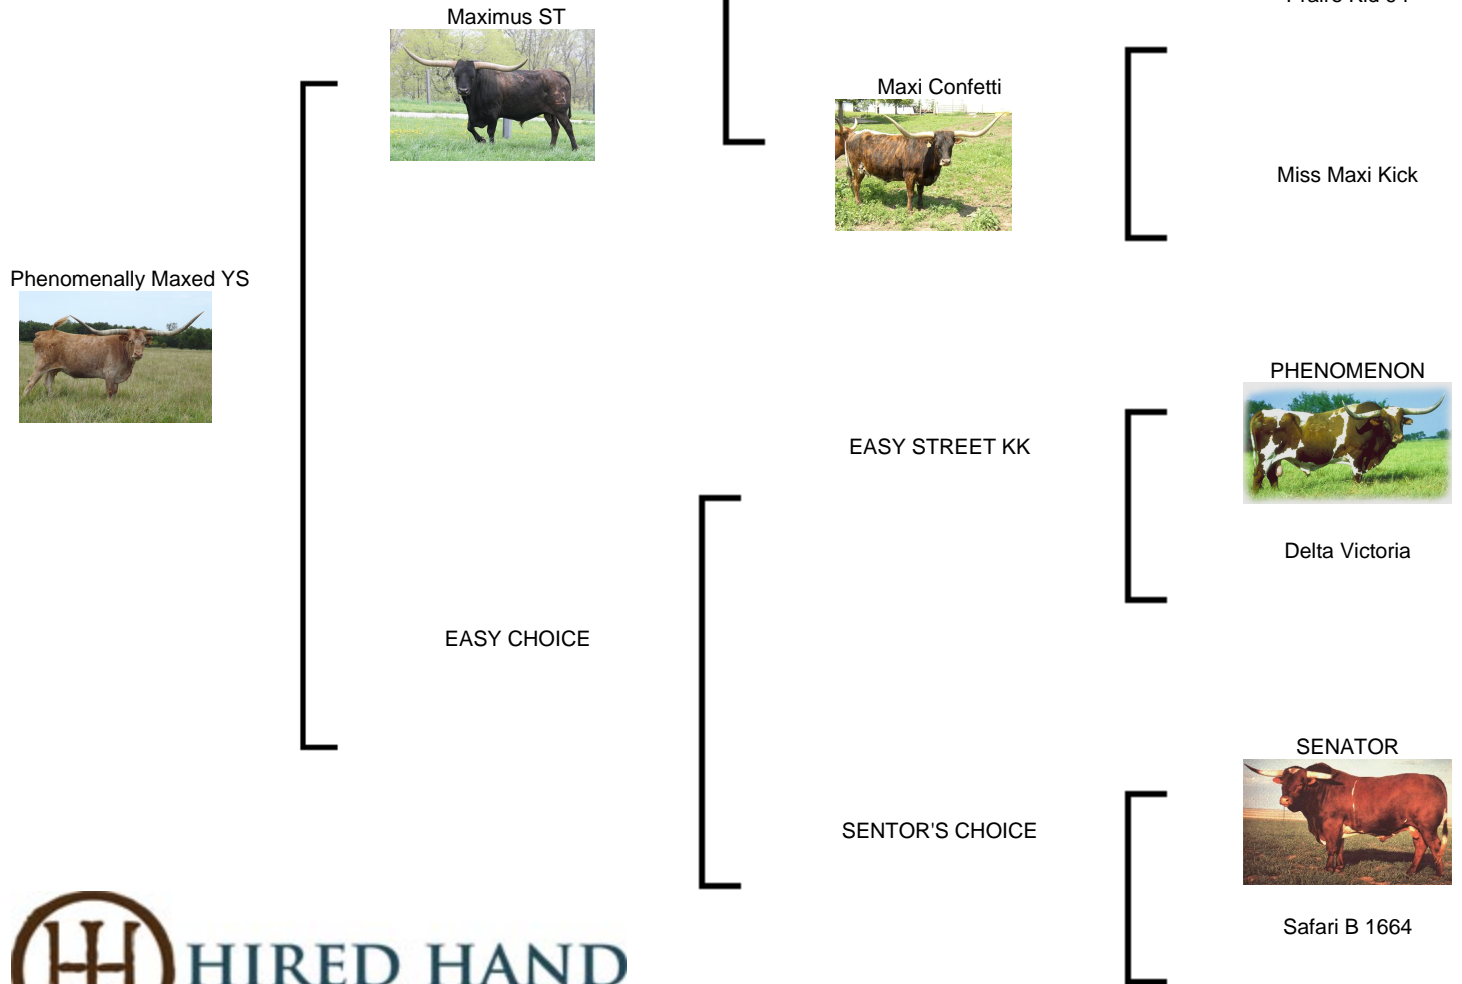 Maximus ST
Maxi Confetti
Miss Maxi Kick
Phenomenally Maxed YS
PHENOMENON
EASY STREET KK
Delta Victoria
EASY CHOICE
SENATOR
SENTOR'S CHOICE
Safari B 1664
HIRED HAND